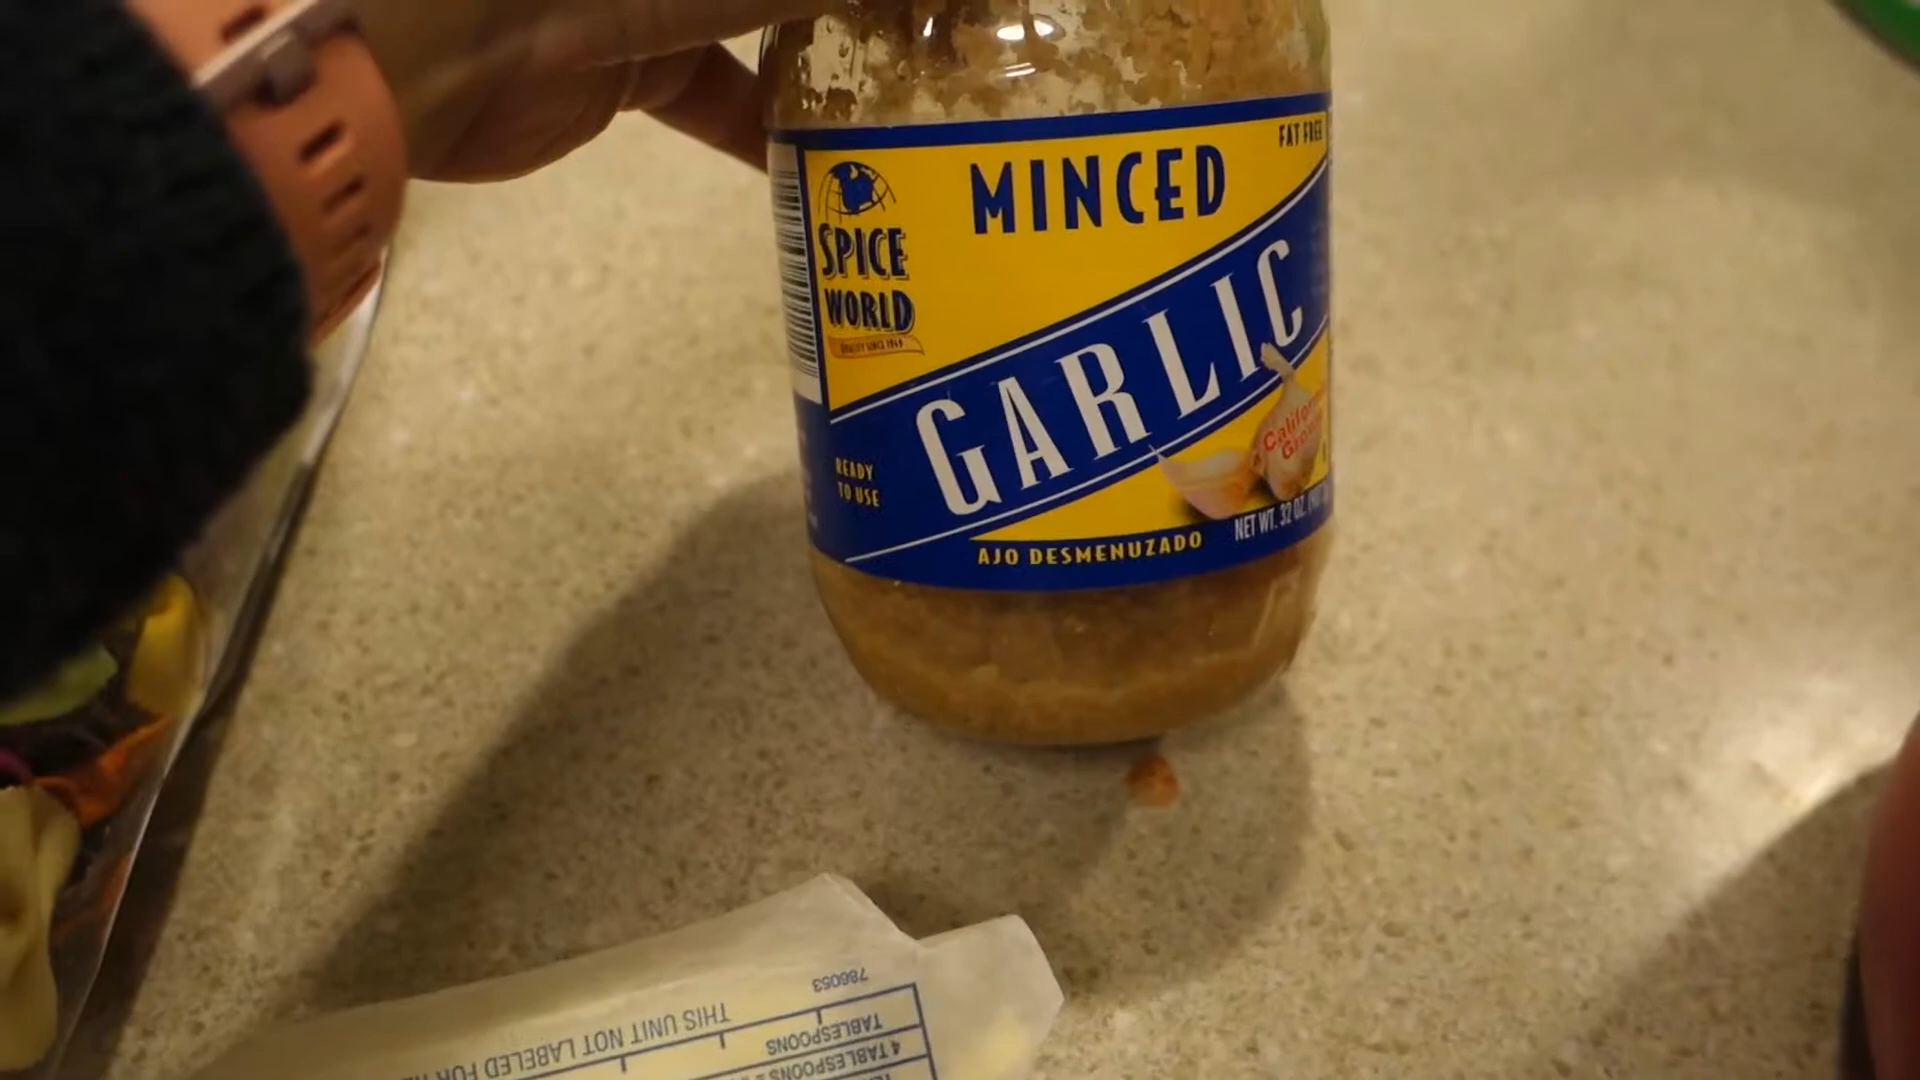 FAT FREE
MINCED
SPICE
WORLD
QUALITY SINCE 1949
GARLIC
California
READY
TO USE
NET WT. 32 OZ.
AJO DESMENUZADO
786053
THIS UNIT NOT LABELED FOR
TABLESPOONS
4 TABLESPOONS